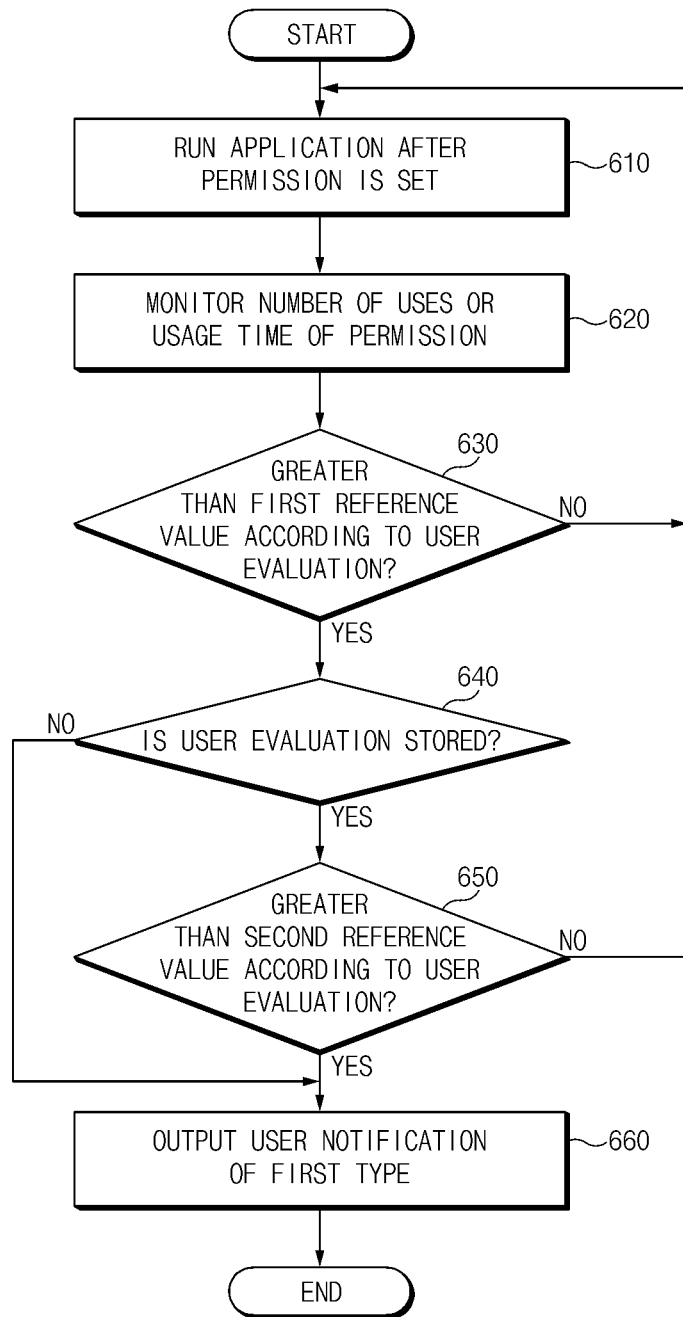 START
RUN APPLICATION AFTER
PERMISSION IS SET
610
MONITOR NUMBER OF USES OR
USAGE TIME OF PERMISSION
620
630
GREATER
THAN FIRST REFERENCE
VALUE ACCORDING TO USER
EVALUATION?
NO
YES
640
NO
IS USER EVALUATION STORED?
YES
650
GREATER
THAN SECOND REFERENCE
VALUE ACCORDING TO USER
EVALUATION?
NO
YES
OUTPUT USER NOTIFICATION
OF FIRST TYPE
660
END